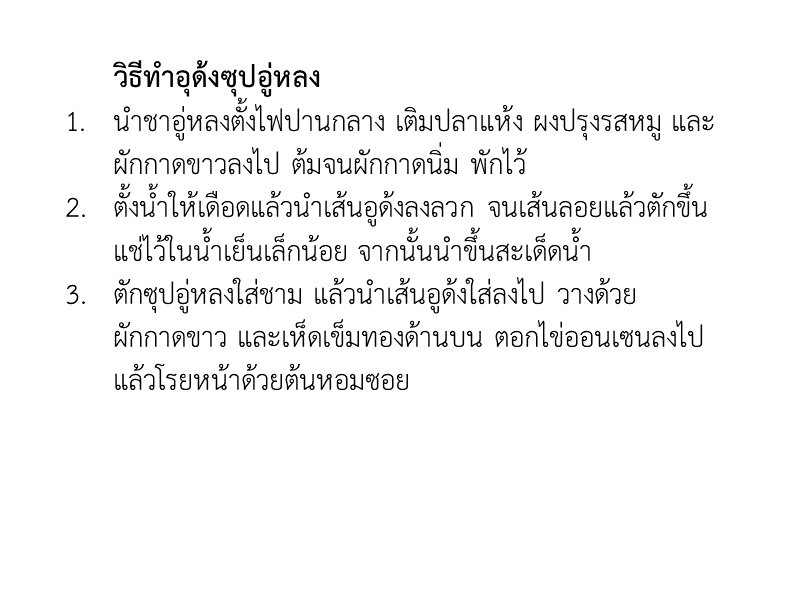 วิธีทำอุด้งซุปอู่หลง
1. นำชาอู่หลงตั้งไฟปานกลาง เติมปลาแห้ง ผงปรุงรสหมู และ
ผักกาดขาวลงไป ต้มจนผักกาดนิ่ม พักไว้
2. ตั้งน้ำให้เดือดแล้วนำเส้นอูด้งลงลวก จนเส้นลอยแล้วตักขึ้น
แช่ไว้ในน้ำเย็นเล็กน้อย จากนั้นนำขึ้นสะเด็ดน้ำ
3. ตักซุปอู่หลงใส่ชาม แล้วนำเส้นอูด้งใส่ลงไป วางด้วย
ผักกาดขาว และเห็ดเข็มทองด้านบน ตอกไข่ออนเซนลงไป
แล้วโรยหน้าด้วยต้นหอมซอย